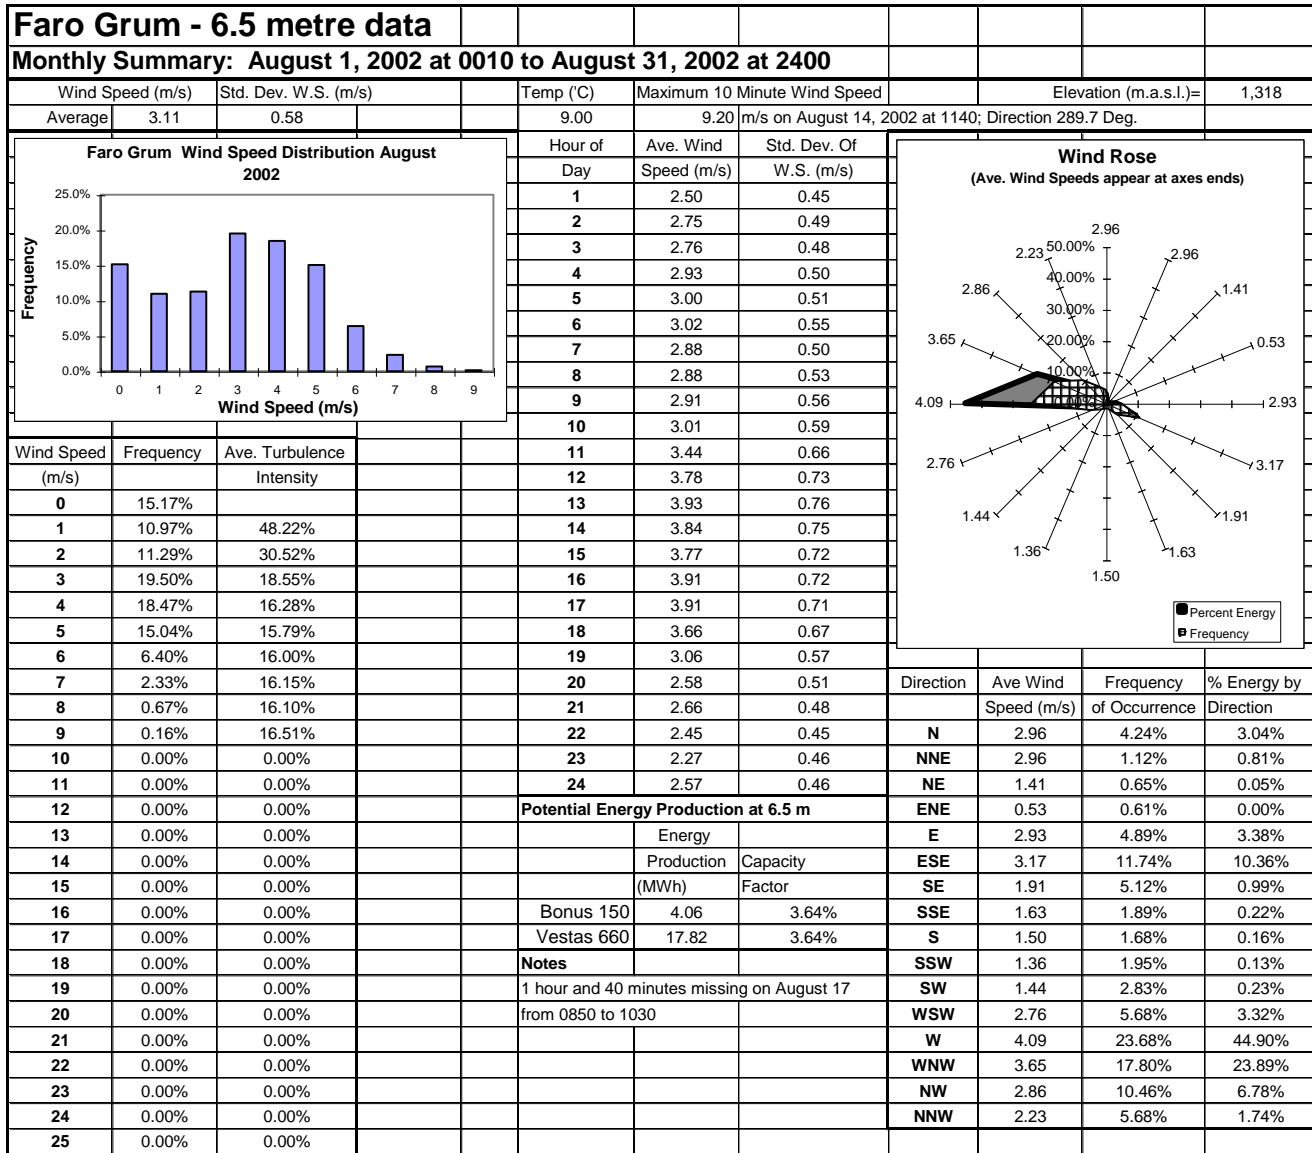 Faro Grum - 6.5 metre data
Monthly Summary: August 1, 2002 at 0010 to August 31, 2002 at 2400
Wind Speed (m/s) Std. Dev. W.S. (m/s) Temp ('C) Maximum 10 Minute Wind Speed Elevation (m.a.s.l.)= 1,318
Average 3.11 0.58 9.00 9.20 m/s on August 14, 2002 at 1140; Direction 289.7 Deg.
Faro Grum Wind Speed Distribution August
2002
Frequency
25.0%
20.0%
15.0%
10.0%
5.0%
0.0%
0 1 2 3 4 5 6 7 8 9
Wind Speed (m/s)
Wind Speed Frequency Ave. Turbulence
(m/s) Intensity
0 15.17%
1 10.97% 48.22%
2 11.29% 30.52%
3 19.50% 18.55%
4 18.47% 16.28%
5 15.04% 15.79%
6 6.40% 16.00%
7 2.33% 16.15%
8 0.67% 16.10%
9 0.16% 16.51%
10 0.00% 0.00%
11 0.00% 0.00%
12 0.00% 0.00%
13 0.00% 0.00%
14 0.00% 0.00%
15 0.00% 0.00%
16 0.00% 0.00%
17 0.00% 0.00%
18 0.00% 0.00%
19 0.00% 0.00%
20 0.00% 0.00%
21 0.00% 0.00%
22 0.00% 0.00%
23 0.00% 0.00%
24 0.00% 0.00%
25 0.00% 0.00%
Hour of Ave. Wind Std. Dev. Of
Day Speed (m/s) W.S. (m/s)
1 2.50 0.45
2 2.75 0.49
3 2.76 0.48
4 2.93 0.50
5 3.00 0.51
6 3.02 0.55
7 2.88 0.50
8 2.88 0.53
9 2.91 0.56
10 3.01 0.59
11 3.44 0.66
12 3.78 0.73
13 3.93 0.76
14 3.84 0.75
15 3.77 0.72
16 3.91 0.72
17 3.91 0.71
18 3.66 0.67
19 3.06 0.57
20 2.58 0.51
21 2.66 0.48
22 2.45 0.45
23 2.27 0.46
24 2.57 0.46
Potential Energy Production at 6.5 m
Energy
Production Capacity
(MWh) Factor
Bonus 150 4.06 3.64%
Vestas 660 17.82 3.64%
Notes
1 hour and 40 minutes missing on August 17
from 0850 to 1030
Wind Rose
(Ave. Wind Speeds appear at axes ends)
2.96
2.23 50.00% 2.96
40.00%
2.86 1.41
30.00%
3.65 20.00% 0.53
10.00%
4.09 0.00% 2.93
2.76 3.17
1.44 1.91
1.36 1.63
1.50
Percent Energy
Frequency
Direction Ave Wind Frequency % Energy by
Speed (m/s) of Occurrence Direction
N 2.96 4.24% 3.04%
NNE 2.96 1.12% 0.81%
NE 1.41 0.65% 0.05%
ENE 0.53 0.61% 0.00%
E 2.93 4.89% 3.38%
ESE 3.17 11.74% 10.36%
SE 1.91 5.12% 0.99%
SSE 1.63 1.89% 0.22%
S 1.50 1.68% 0.16%
SSW 1.36 1.95% 0.13%
SW 1.44 2.83% 0.23%
WSW 2.76 5.68% 3.32%
W 4.09 23.68% 44.90%
WNW 3.65 17.80% 23.89%
NW 2.86 10.46% 6.78%
NNW 2.23 5.68% 1.74%